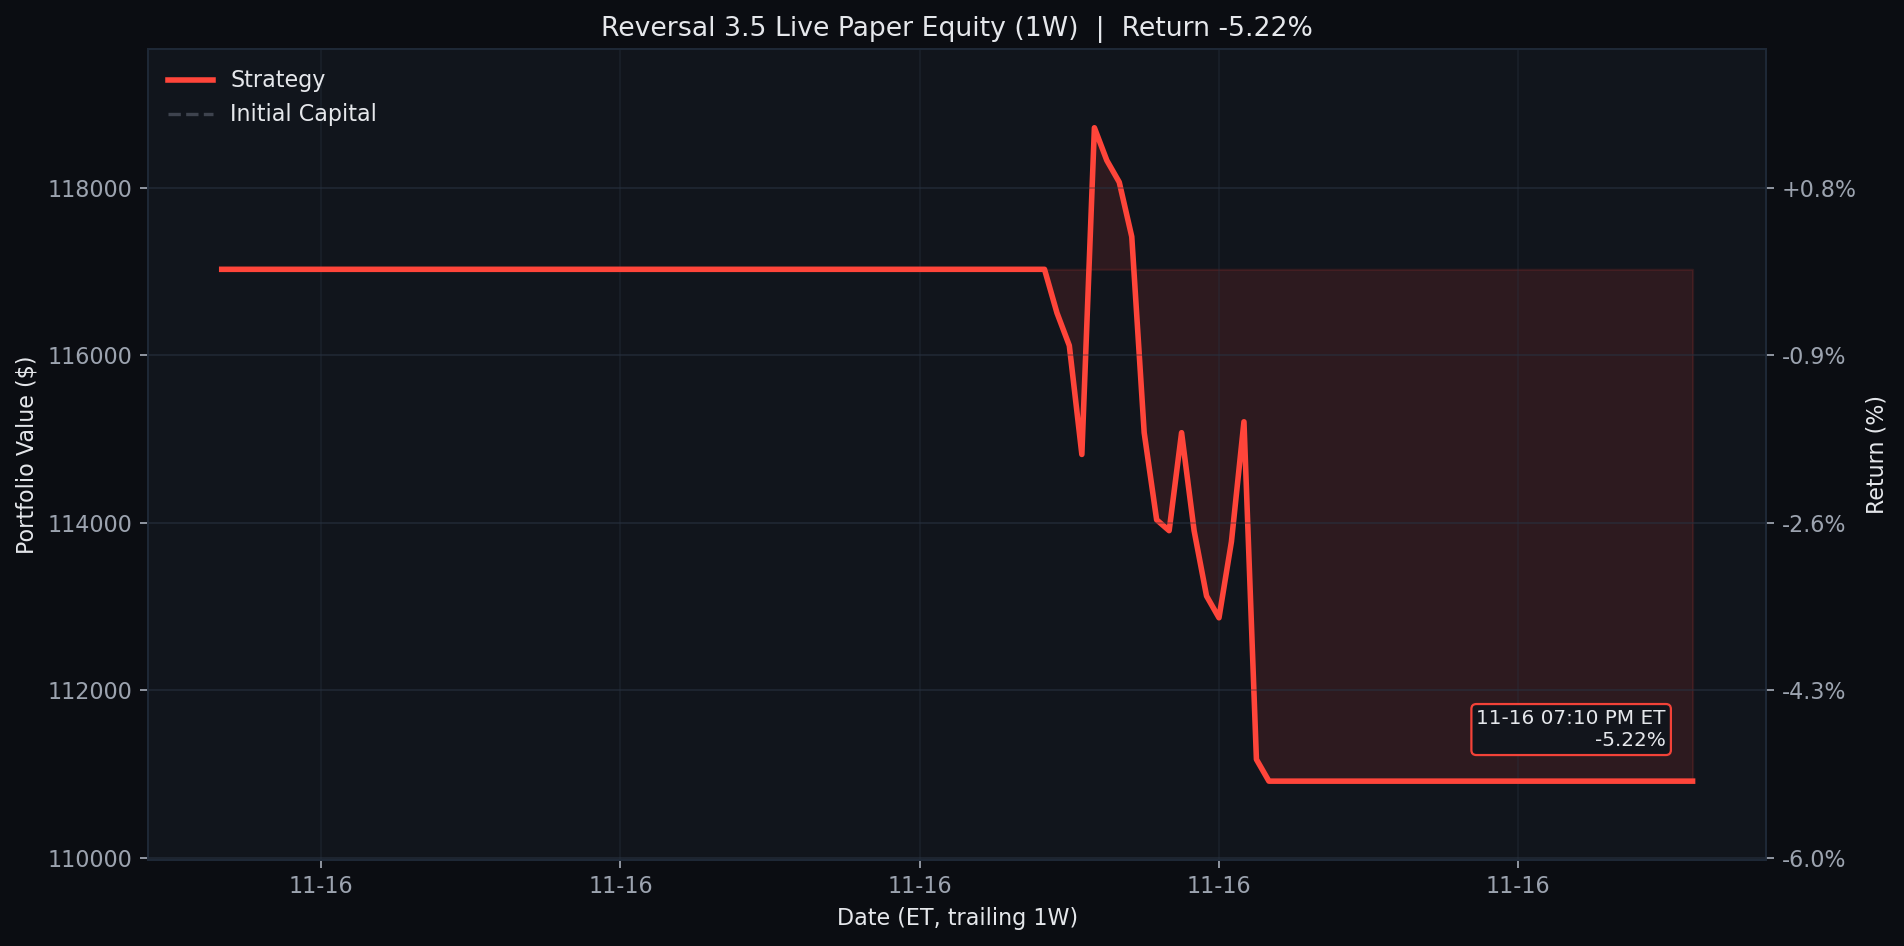 Reversal 3.5 Live Paper Equity (1W)  |  Return -5.22%
Strategy
Initial Capital
118000
116000
114000
112000
110000
Portfolio Value ($)
+0.8%
-0.9%
-2.6%
-4.3%
-6.0%
Return (%)
11-16 07:10 PM ET
-5.22%
11-16
11-16
11-16
11-16
11-16
Date (ET, trailing 1W)